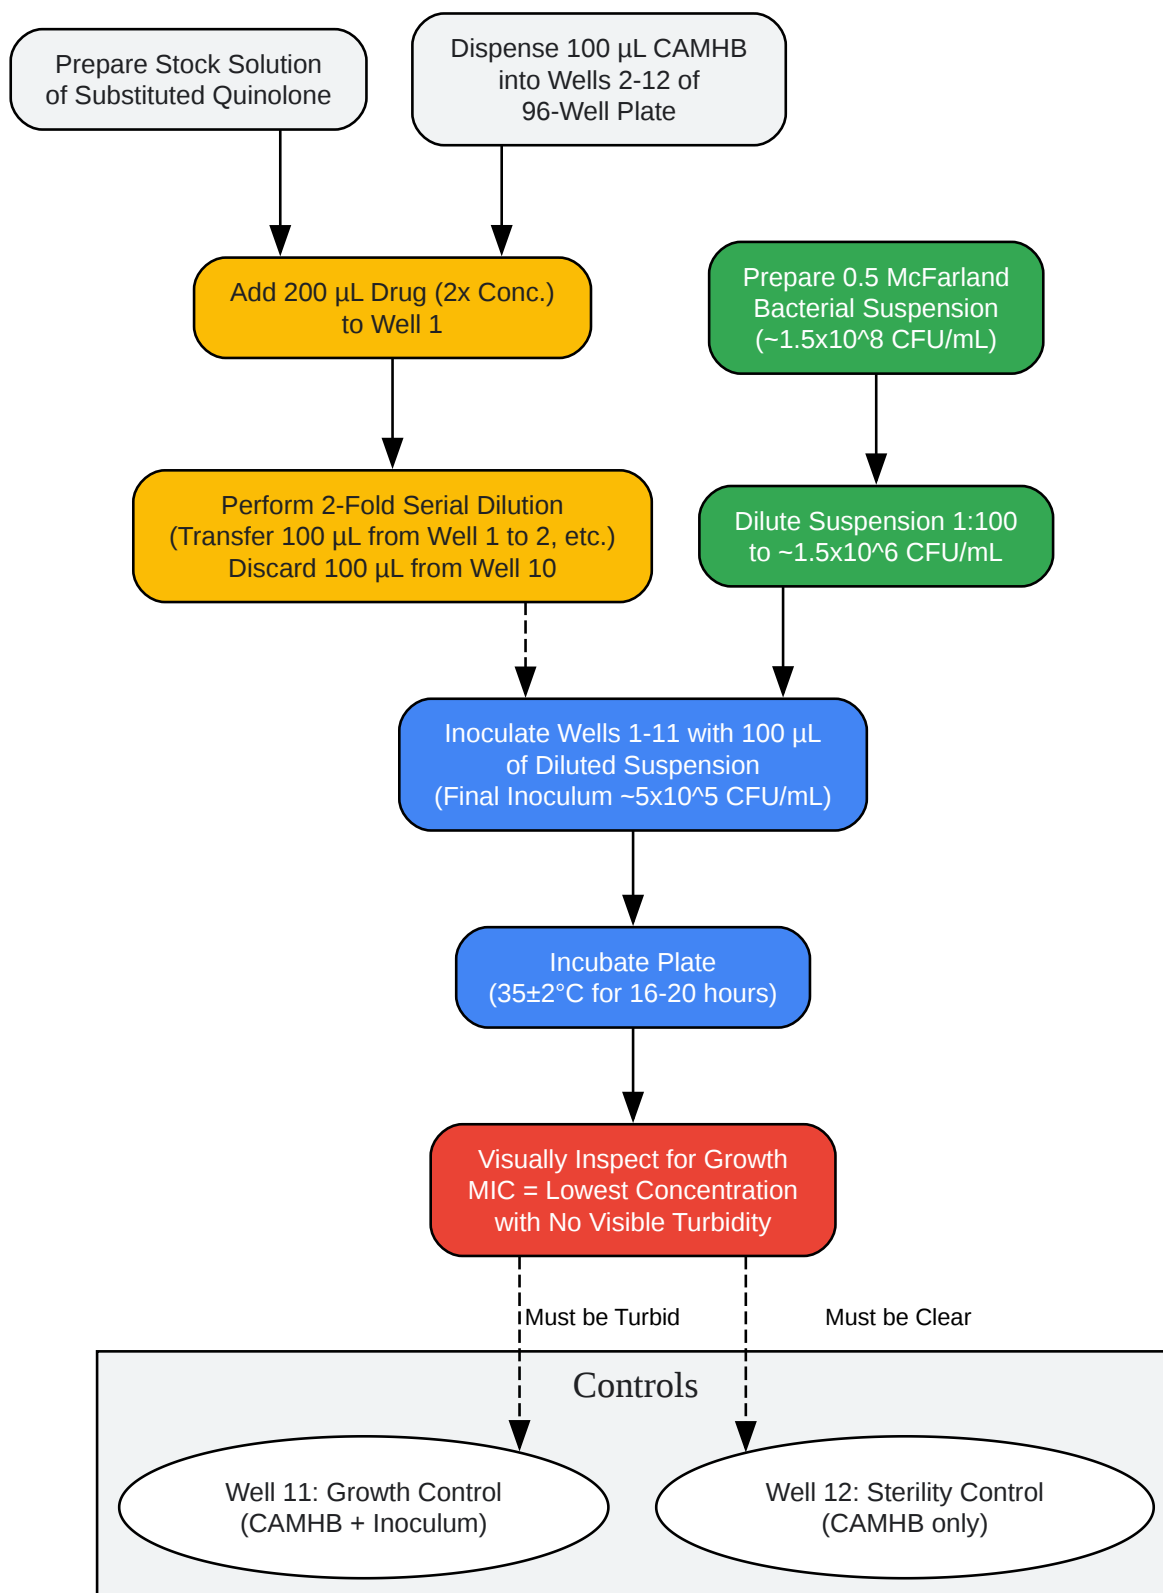 Prepare Stock Solution
of Substituted Quinolone
Dispense 100 µL CAMHB
into Wells 2-12 of
96-Well Plate
Add 200 µL Drug (2x Conc.)
to Well 1
Prepare 0.5 McFarland
Bacterial Suspension
(~1.5x10^8 CFU/mL)
Perform 2-Fold Serial Dilution
(Transfer 100 µL from Well 1 to 2, etc.)
Discard 100 µL from Well 10
Dilute Suspension 1:100
to ~1.5x10^6 CFU/mL
Inoculate Wells 1-11 with 100 µL
of Diluted Suspension
(Final Inoculum ~5x10^5 CFU/mL)
Incubate Plate
(35±2°C for 16-20 hours)
Visually Inspect for Growth
MIC = Lowest Concentration
with No Visible Turbidity
Must be Turbid
Must be Clear
Controls
Well 11: Growth Control
(CAMHB + Inoculum)
Well 12: Sterility Control
(CAMHB only)